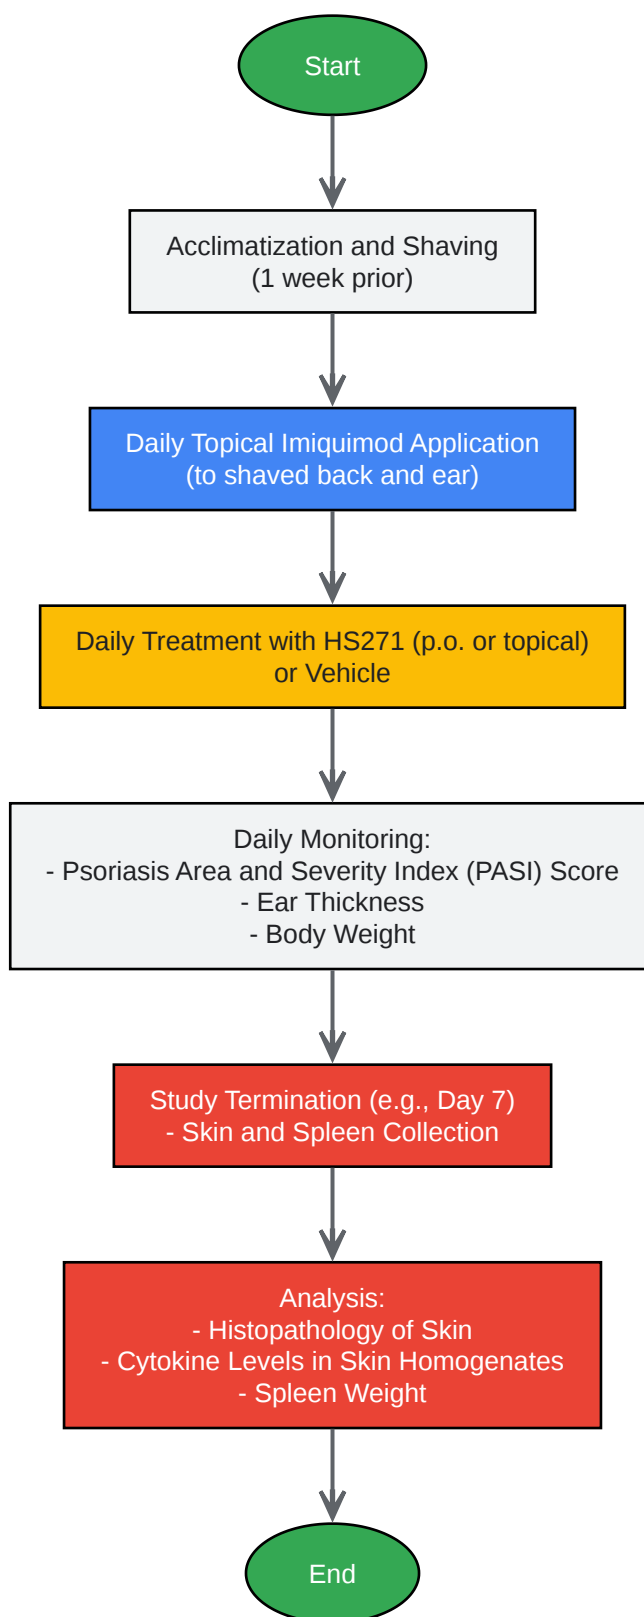 Start
Acclimatization and Shaving
(1 week prior)
Daily Topical Imiquimod Application
(to shaved back and ear)
Daily Treatment with HS271 (p.o. or topical)
or Vehicle
Daily Monitoring:
- Psoriasis Area and Severity Index (PASI) Score
- Ear Thickness
- Body Weight
Study Termination (e.g., Day 7)
- Skin and Spleen Collection
Analysis:
- Histopathology of Skin
- Cytokine Levels in Skin Homogenates
- Spleen Weight
End